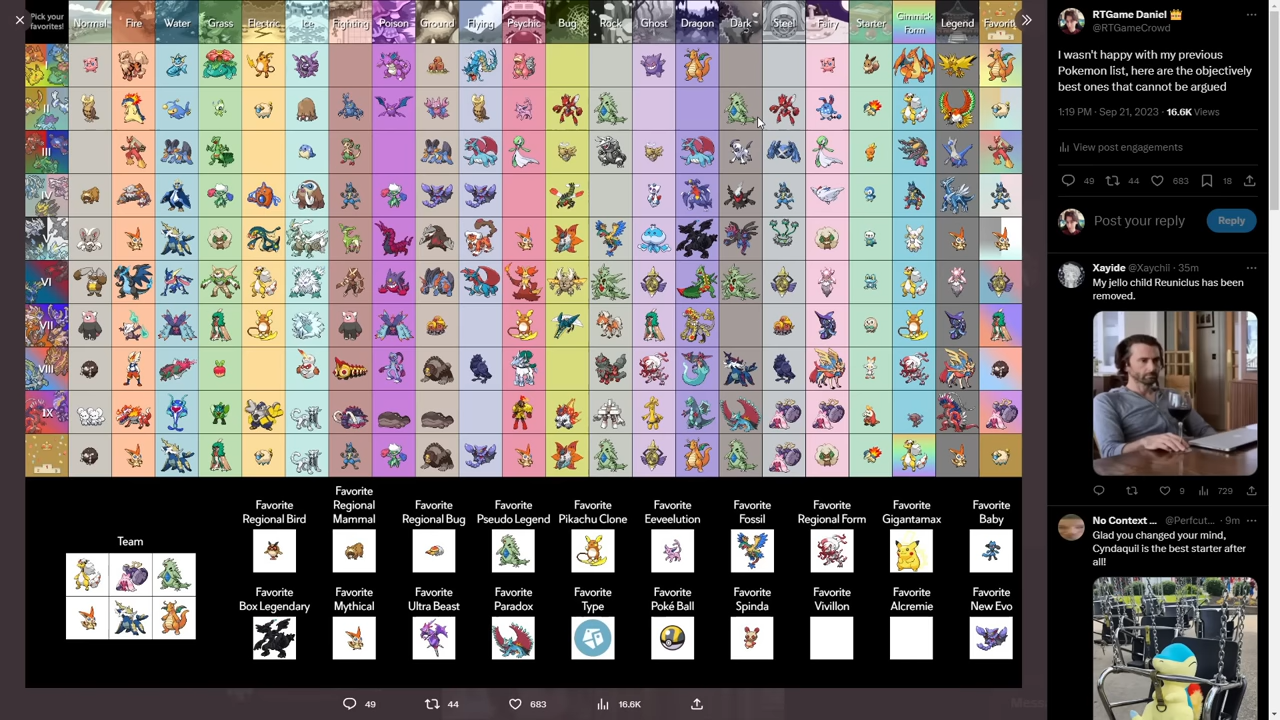 Pick your
favorites!
Normal
Fire
Water
Grass
Electric
Ice
Fighting
Poison
Ground
Flying
Psychic
Bug
Rock
Ghost
Dragon
Dark
Steel
Fairy
Starter
Gimmick
Form
Legend
Favorit
II
III
IV
V
VI
VII
VIII
IX
Team
Favorite
Regional Bird
Favorite
Regional
Mammal
Favorite
Regional Bug
Favorite
Pseudo Legend
Favorite
Pikachu Clone
Favorite
Eeveelution
Favorite
Fossil
Favorite
Regional Form
Favorite
Gigantamax
Favorite
Baby
Favorite
Box Legendary
Favorite
Mythical
Favorite
Ultra Beast
Favorite
Paradox
Favorite
Type
Favorite
Poké Ball
Favorite
Spinda
Favorite
Vivillon
Favorite
Alcremie
Favorite
New Evo
49
44
683
16.6K
RTGame Daniel 👑
@RTGameCrowd
I wasn't happy with my previous
Pokemon list, here are the objectively
best ones that cannot be argued
1:19 PM · Sep 21, 2023 · 16.6K Views
View post engagements
49
44
683
18
Post your reply
Reply
Xayide @Xaychii · 35m
My jello child Reuniclus has been
removed.
9
729
No Context ... @Perfcut... · 9m
Glad you changed your mind,
Cyndaquil is the best starter after
all!